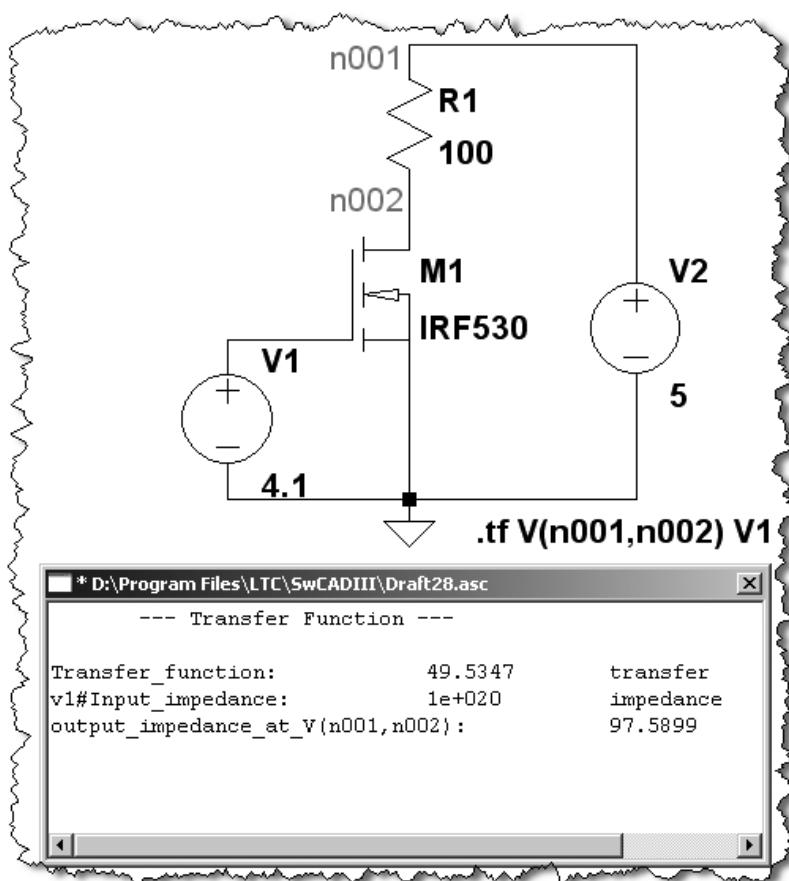 n001
R1
100
n002
M1
IRF530
V1
4.1
V2
5
.tf V(n001,n002) V1
* D:\Program Files\LTC\SwCADIII\Draft28.asc
--- Transfer Function ---
Transfer_function: 49.5347 transfer
v1#Input_impedance: 1e+020 impedance
output_impedance_at_V(n001,n002): 97.5899